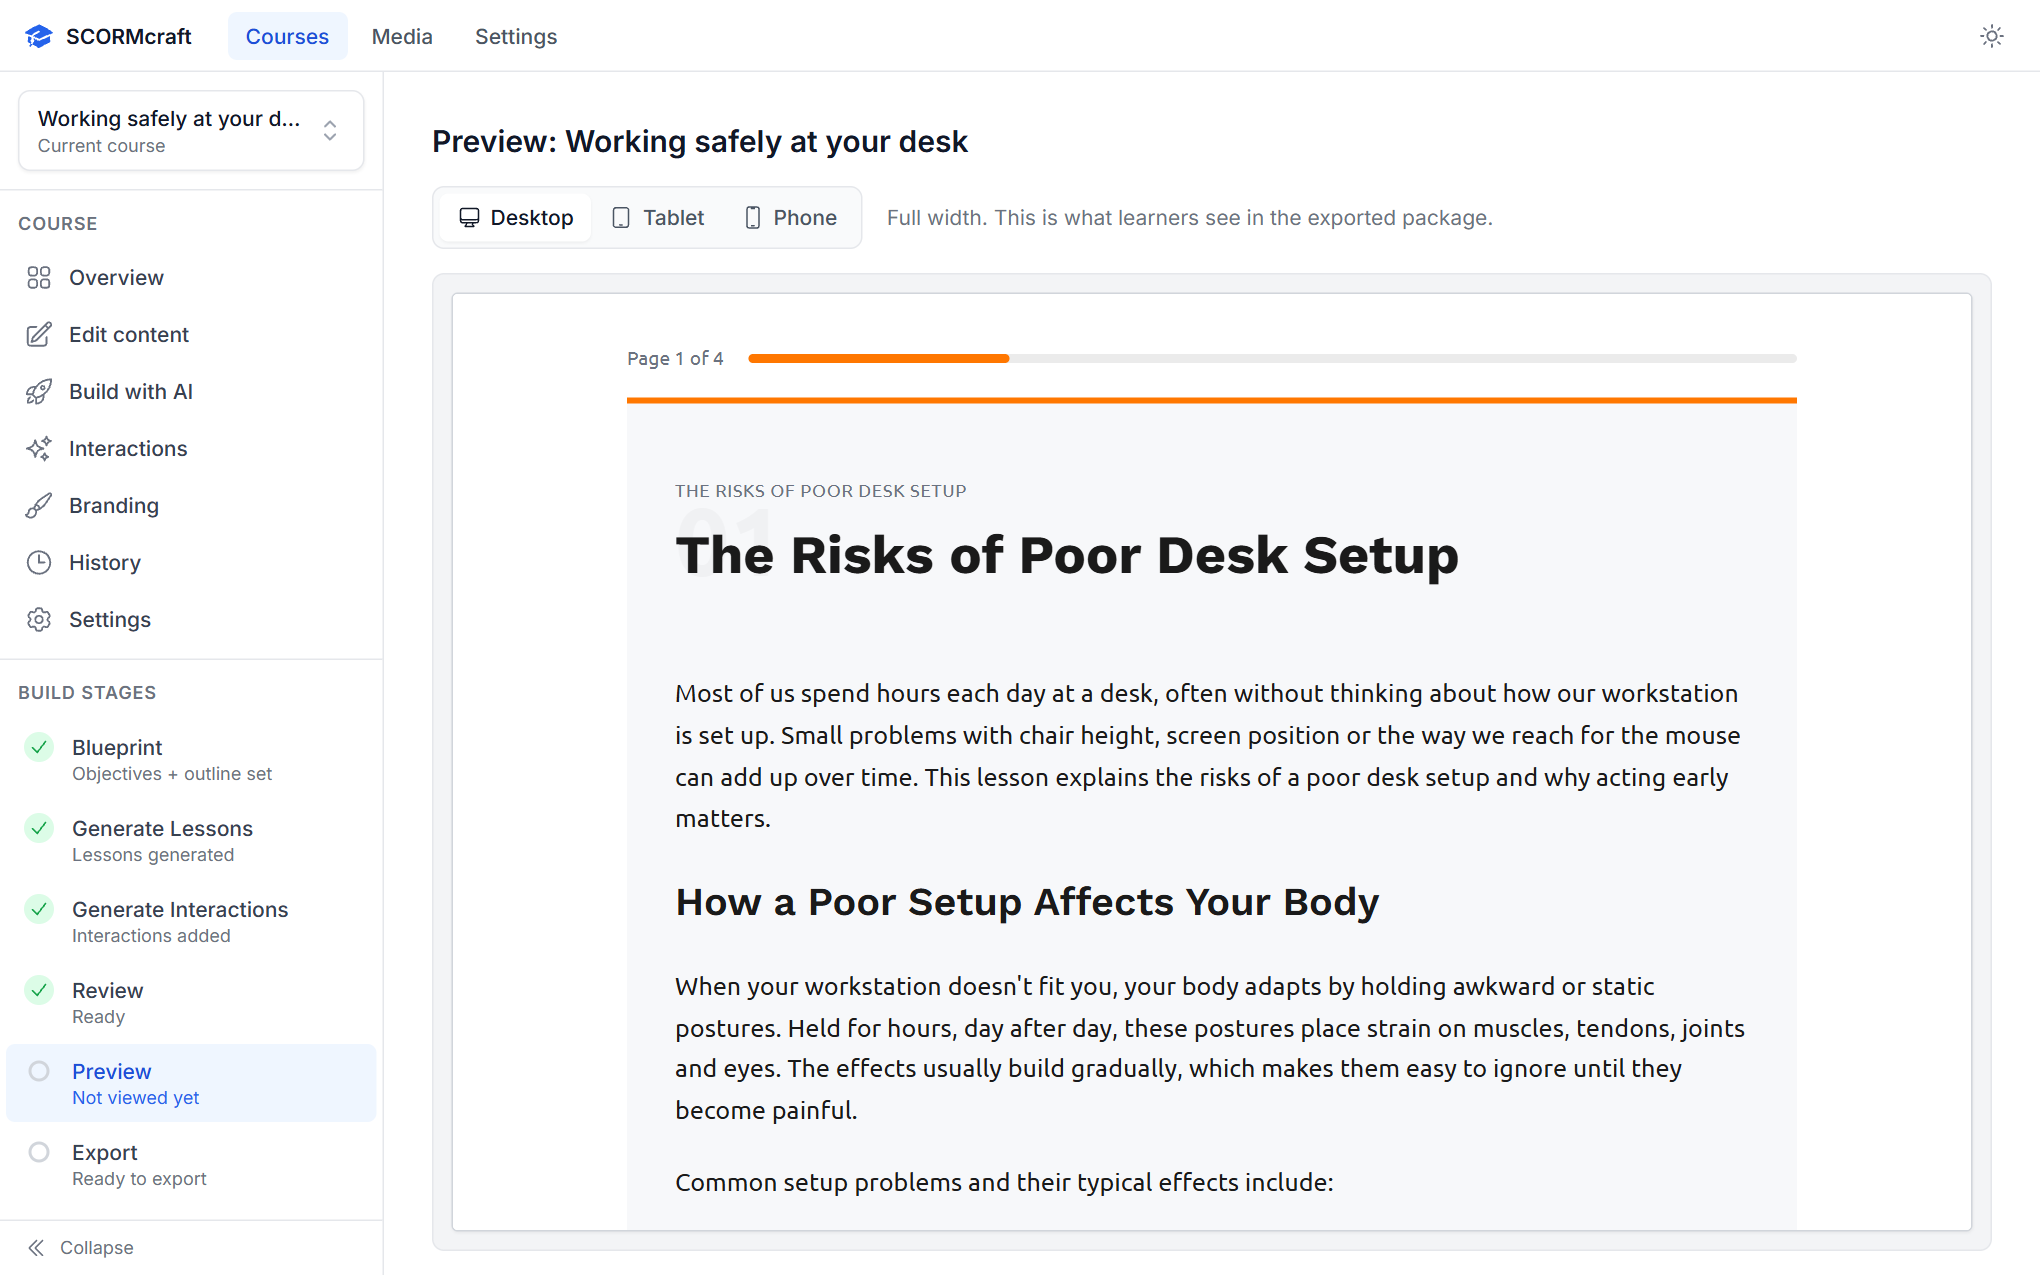 SCORMcraft
Courses
Media
Settings
Working safely at your d...
Current course
COURSE
Overview
Edit content
Build with AI
Interactions
Branding
History
Settings
BUILD STAGES
Blueprint
Objectives + outline set
Generate Lessons
Lessons generated
Generate Interactions
Interactions added
Review
Ready
Preview
Not viewed yet
Export
Ready to export
Collapse
Preview: Working safely at your desk
Desktop
Tablet
Phone
Full width. This is what learners see in the exported package.
Page 1 of 4
THE RISKS OF POOR DESK SETUP
01
The Risks of Poor Desk Setup
Most of us spend hours each day at a desk, often without thinking about how our workstation
is set up. Small problems with chair height, screen position or the way we reach for the mouse
can add up over time. This lesson explains the risks of a poor desk setup and why acting early
matters.
How a Poor Setup Affects Your Body
When your workstation doesn't fit you, your body adapts by holding awkward or static
postures. Held for hours, day after day, these postures place strain on muscles, tendons, joints
and eyes. The effects usually build gradually, which makes them easy to ignore until they
become painful.
Common setup problems and their typical effects include: